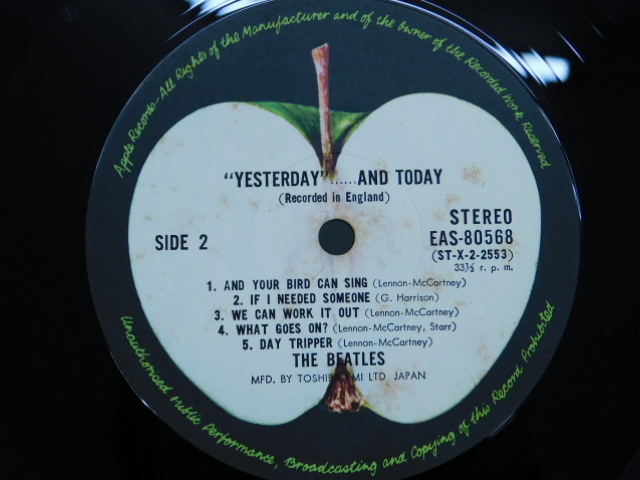 Apple Records–All Rights of the Manufacturer and of the Owner of the Recorded Work Reserved
"YESTERDAY"......AND TODAY
(Recorded in England)
STEREO
SIDE 2
EAS-80568
(ST-X-2-2553)
33⅓ r. p. m.
1. AND YOUR BIRD CAN SING (Lennon-McCartney)
2. IF I NEEDED SOMEONE (G. Harrison)
3. WE CAN WORK IT OUT (Lennon-McCartney)
4. WHAT GOES ON? (Lennon-McCartney, Starr)
5. DAY TRIPPER (Lennon-McCartney)
THE BEATLES
MFD. BY TOSHIBA EMI LTD JAPAN
Unauthorised Public Performance, Broadcasting and Copying of this Record Prohibited